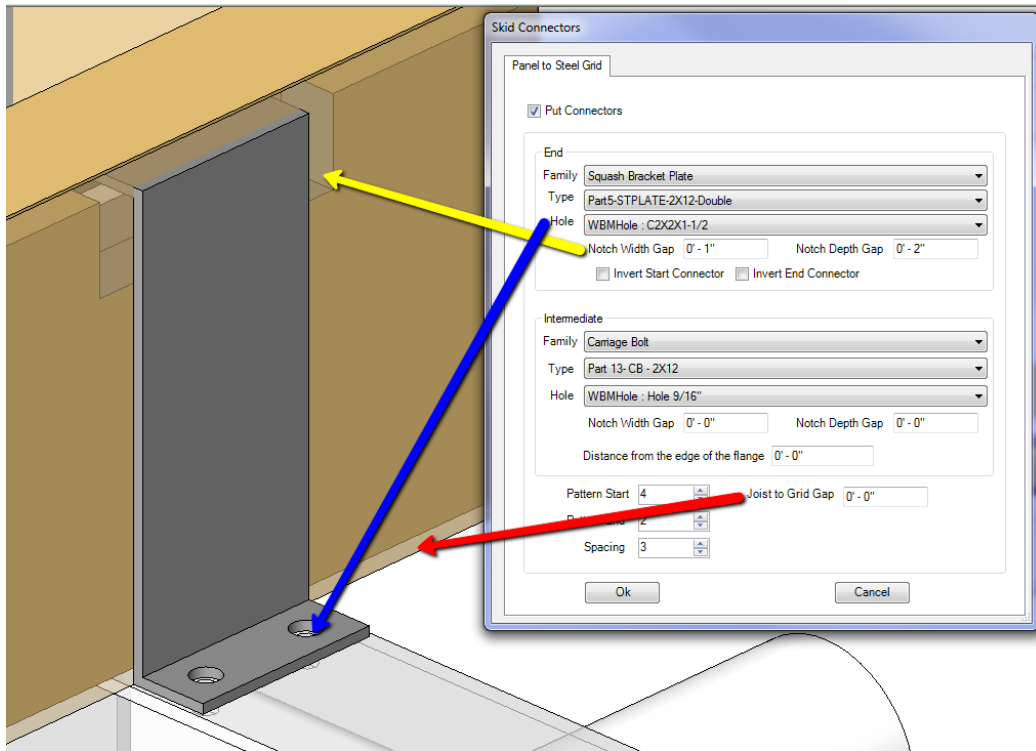 Skid Connectors
Panel to Steel Grid
Put Connectors
End
Family Squash Bracket Plate
Type Part5-STPLATE-2X12-Double
Hole WBMHole : C2X2X1-1/2
Notch Width Gap 0' - 1" Notch Depth Gap 0' - 2"
Invert Start Connector Invert End Connector
Intermediate
Family Carriage Bolt
Type Part 13- CB - 2X12
Hole WBMHole : Hole 9/16"
Notch Width Gap 0' - 0" Notch Depth Gap 0' - 0"
Distance from the edge of the flange 0' - 0"
Pattern Start 4 Joist to Grid Gap 0' - 0"
2
Spacing 3
Ok Cancel